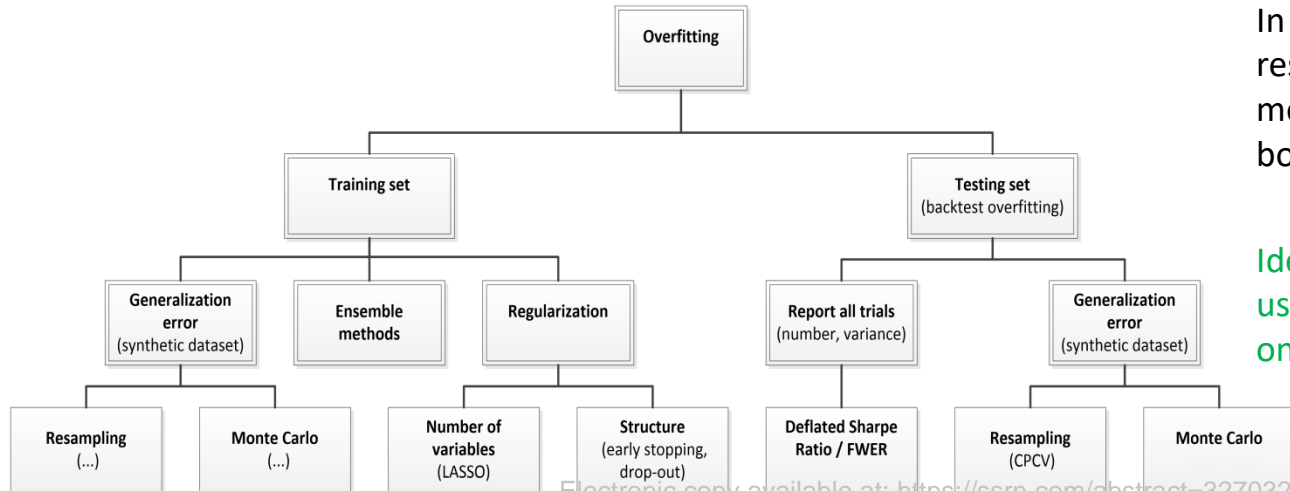 Overfitting
Training set
Testing set
(backtest overfitting)
Generalization
error
(synthetic dataset)
Ensemble
methods
Regularization
Report all trials
(number, variance)
Generalization
error
(synthetic dataset)
Resampling
(...)
Monte Carlo
(...)
Number of
variables
(LASSO)
Structure
(early stopping,
drop-out)
Deflated Sharpe
Ratio / FWER
Resampling
(CPCV)
Monte Carlo
In
res
bo
us
on
Electronic copy available at: https://ssrn.com/abstract=327032